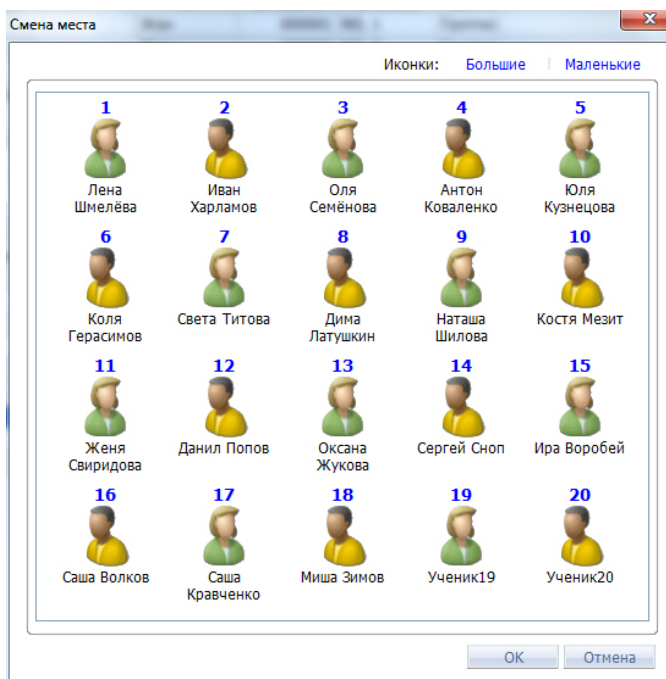 Смена места
Иконки: Большие | Маленькие
1 2 3 4 5
Лена Иван Оля Антон Юля
Шмелёва Харламов Семёнова Коваленко Кузнецова
6 7 8 9 10
Коля Света Титова Дима Наташа Костя Мезит
Герасимов Латушкин Шилова
11 12 13 14 15
Женя Данил Попов Оксана Сергей Сноп Ира Воробей
Свиридова Жукова
16 17 18 19 20
Саша Волков Саша Миша Зимов Ученик19 Ученик20
Кравченко
OK Отмена